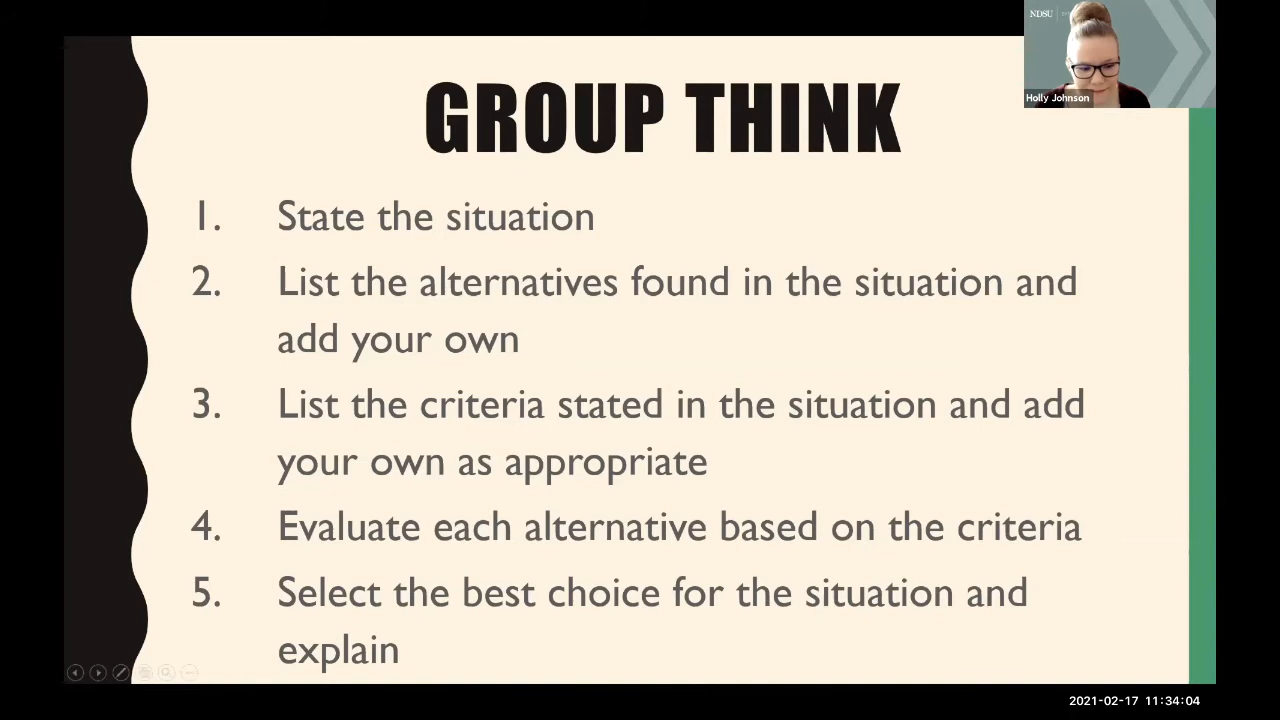 NDSU
Holly Johnson
GROUP THINK
1. State the situation
2. List the alternatives found in the situation and
add your own
3. List the criteria stated in the situation and add
your own as appropriate
4. Evaluate each alternative based on the criteria
5. Select the best choice for the situation and
explain
2021-02-17 11:34:04